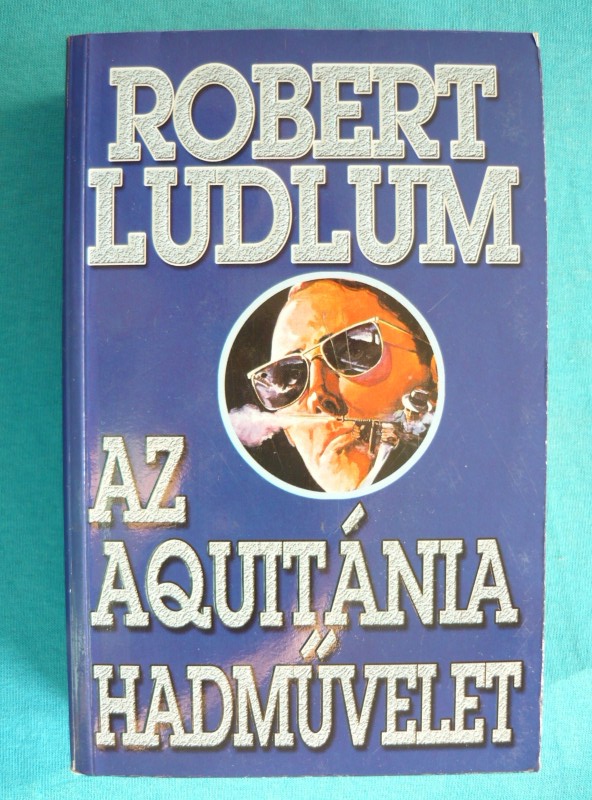 ROBERT
LUDLUM
AZ
AQUITÁNIA
HADMŰVELET